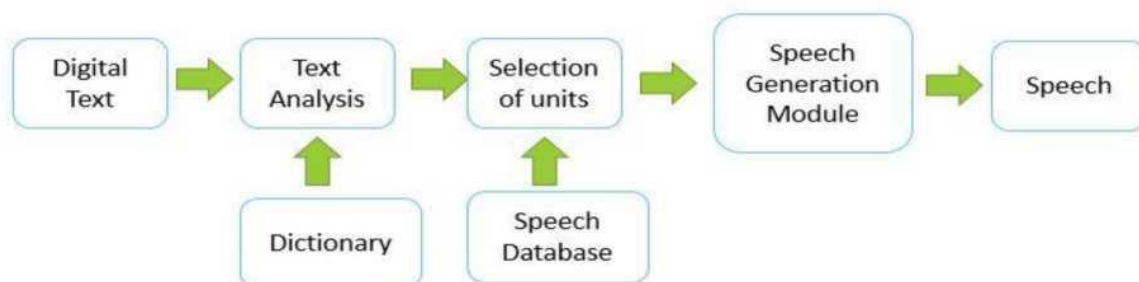 Digital
Text
Text
Analysis
Selection
of units
Speech
Generation
Module
Speech
Dictionary
Speech
Database